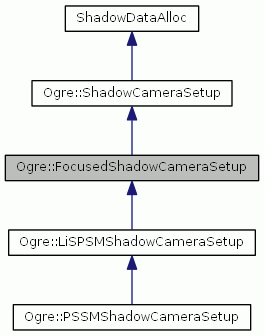 ShadowDataAlloc
Ogre::ShadowCameraSetup
Ogre::FocusedShadowCameraSetup
Ogre::LiSPSMShadowCameraSetup
Ogre::PSSMShadowCameraSetup